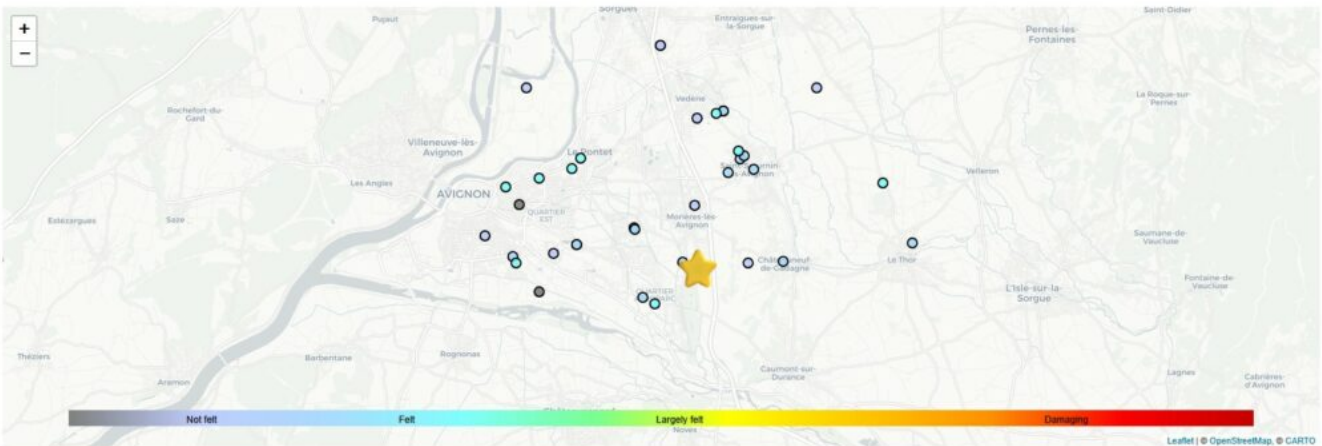 +
−
Pujaut
Sorgues
Entraigues-sur-
la-Sorgue
Saint-Didier
Pernes-les-
Fontaines
Rochefort-du-
Gard
Vedène
La Roque-sur-
Pernes
Villeneuve-lès-
Avignon
Le Pontet
Les Angles
AVIGNON
Velleron
QUARTIER
EST
Morières-lès-
Avignon
Estézargues
Saze
Saumane-de-
Vaucluse
Châteauneuf-
de-Gadagne
Le Thor
Fontaine-de-
Vaucluse
L'Isle-sur-la-
Sorgue
QUARTIER
Théziers
Barbentane
Rognonas
Aramon
Caumont-sur-
Durance
Lagnes
Cabrières-
d'Avignon
Not felt
Felt
Largely felt
Damaging
Noves
Leaflet | © OpenStreetMap, © CARTO